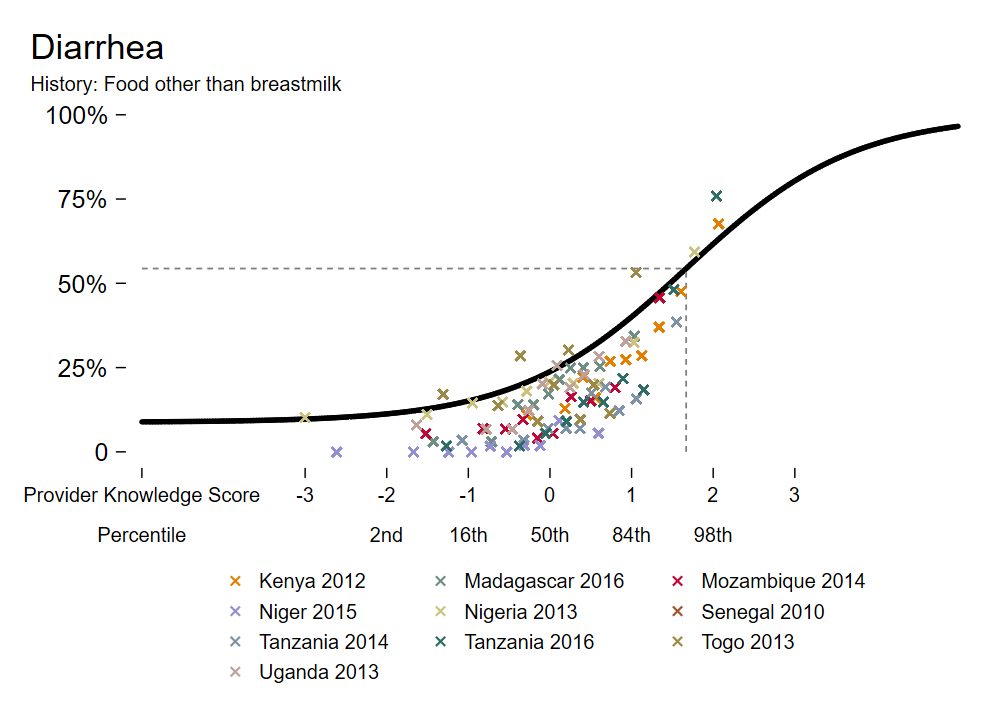 Diarrhea
History: Food other than breastmilk
100%
75%
50%
25%
0
Provider Knowledge Score -3 -2 -1 0 1 2 3
Percentile 2nd 16th 50th 84th 98th
Kenya 2012 Madagascar 2016 Mozambique 2014
Niger 2015 Nigeria 2013 Senegal 2010
Tanzania 2014 Tanzania 2016 Togo 2013
Uganda 2013